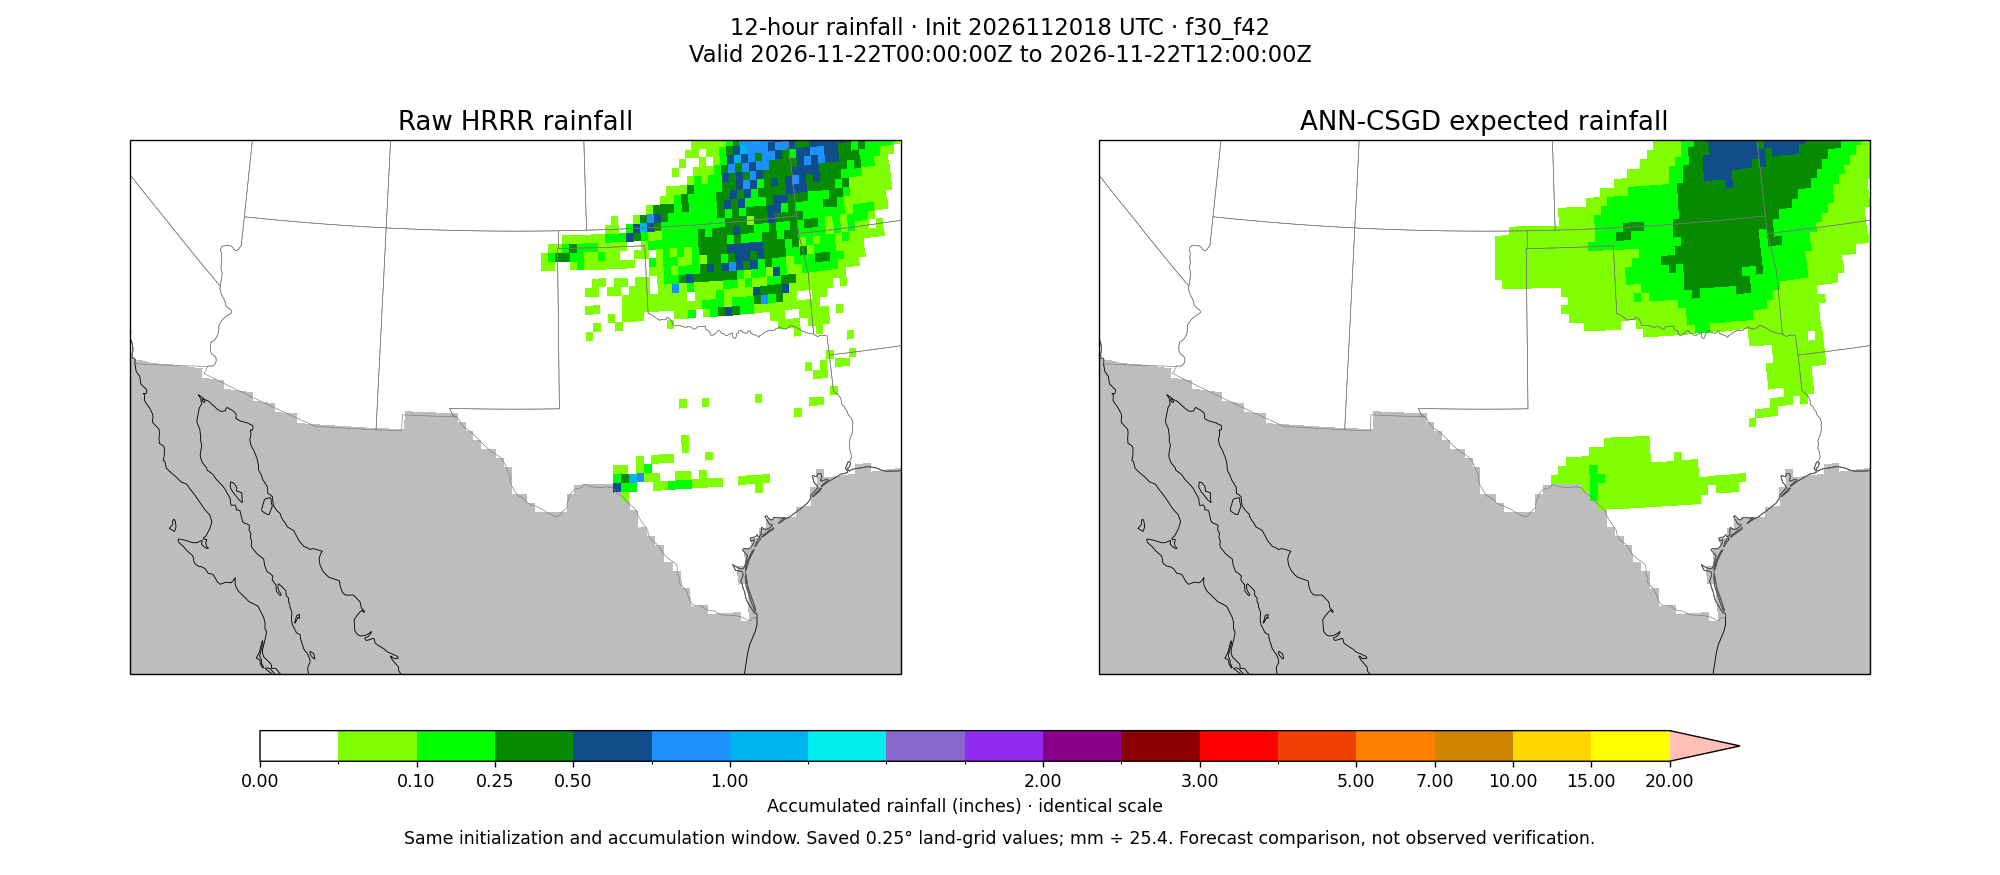 12-hour rainfall · Init 2026112018 UTC · f30_f42
Valid 2026-11-22T00:00:00Z to 2026-11-22T12:00:00Z
Raw HRRR rainfall
ANN-CSGD expected rainfall
0.00 0.10 0.25 0.50 1.00 2.00 3.00 5.00 7.00 10.00 15.00 20.00
Accumulated rainfall (inches) · identical scale
Same initialization and accumulation window. Saved 0.25° land-grid values; mm ÷ 25.4. Forecast comparison, not observed verification.